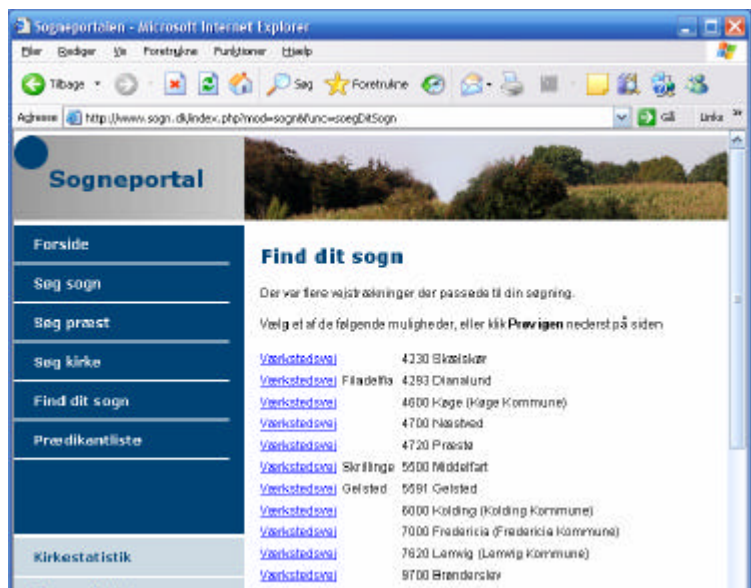 Sogneportalen - Microsoft Internet Explorer
Filer Rediger Vis Foretrukne Funktioner Hjælp
Tilbage Søg Foretrukne
Adresse http://www.sogn.dk/index.php?mod=sogn&func=soegDitSogn Gå Links »
Sogneportal
Forside
Søg sogn
Søg præst
Søg kirke
Find dit sogn
Prædikantliste
Kirkestatistik
Find dit sogn
Der var flere vejstrækninger der passede til din søgning.
Vælg et af de følgende muligheder, eller klik Prøv igen nederst på siden
Værkstedsvej 4230 Skælskør
Værkstedsvej Filadelfia 4293 Dianalund
Værkstedsvej 4600 Køge (Køge Kommune)
Værkstedsvej 4700 Næstved
Værkstedsvej 4720 Præstø
Værkstedsvej Skrillinge 5500 Middelfart
Værkstedsvej Gelsted 5591 Gelsted
Værkstedsvej 6000 Kolding (Kolding Kommune)
Værkstedsvej 7000 Fredericia (Fredericia Kommune)
Værkstedsvej 7620 Lemvig (Lemvig Kommune)
Værkstedsvej 9700 Brønderslev